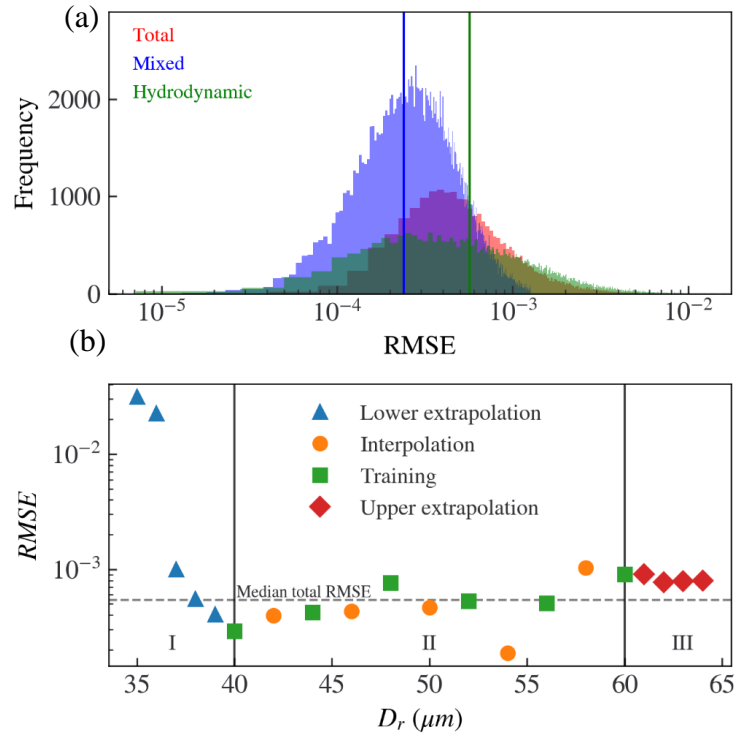 (a)
Total
Mixed
Hydrodynamic
Frequency
2000
1000
0
10⁻⁵
10⁻⁴
10⁻³
10⁻²
RMSE
(b)
Lower extrapolation
Interpolation
Training
Upper extrapolation
RMSE
10⁻²
10⁻³
Median total RMSE
I
II
III
35
40
45
50
55
60
65
D_r (μm)